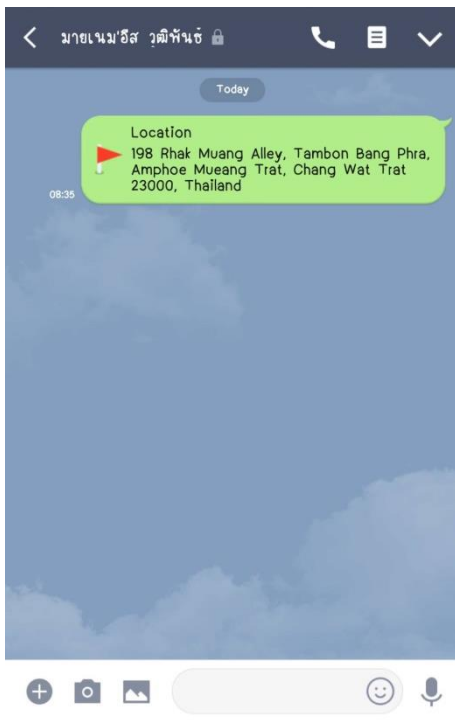 มายเนม'อีส วุฒิพันธ์
Today
Location
198 Rhak Muang Alley, Tambon Bang Phra,
Amphoe Mueang Trat, Chang Wat Trat
23000, Thailand
08:35